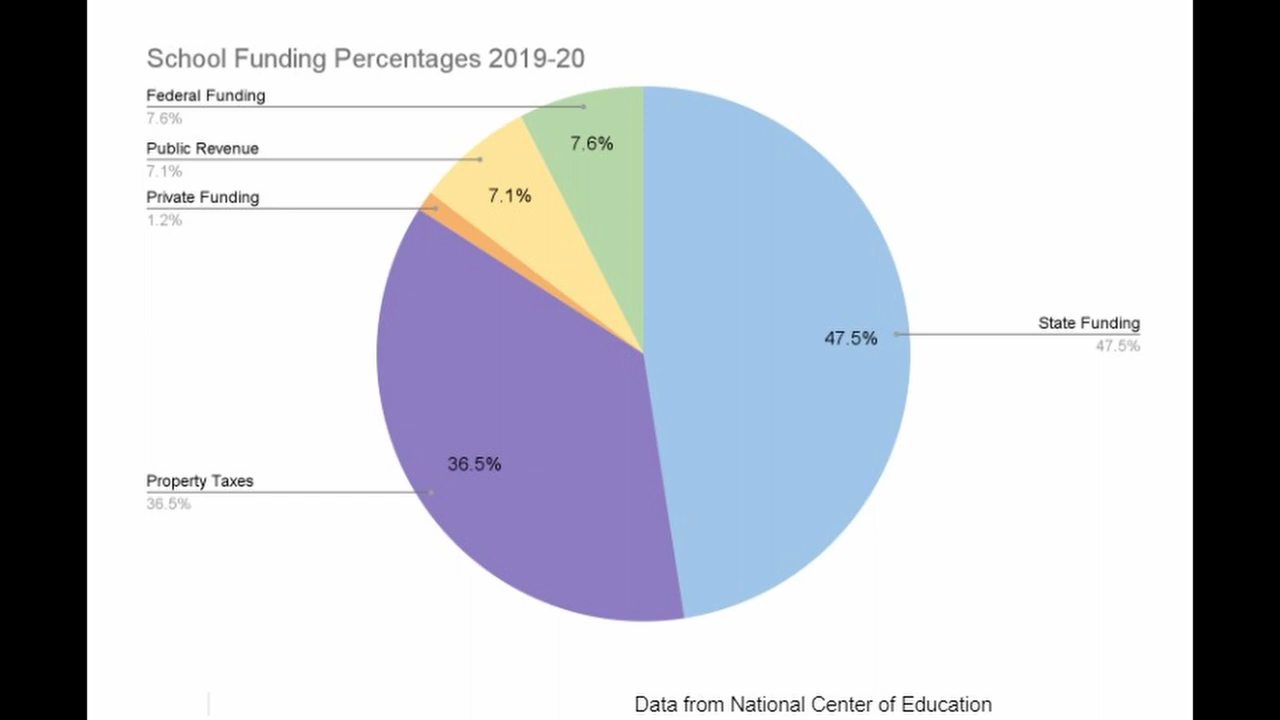 School Funding Percentages 2019-20
Federal Funding
7.6%
7.6%
Public Revenue
7.1%
7.1%
Private Funding
1.2%
State Funding
47.5%
47.5%
Property Taxes
36.5%
36.5%
Data from National Center of Education